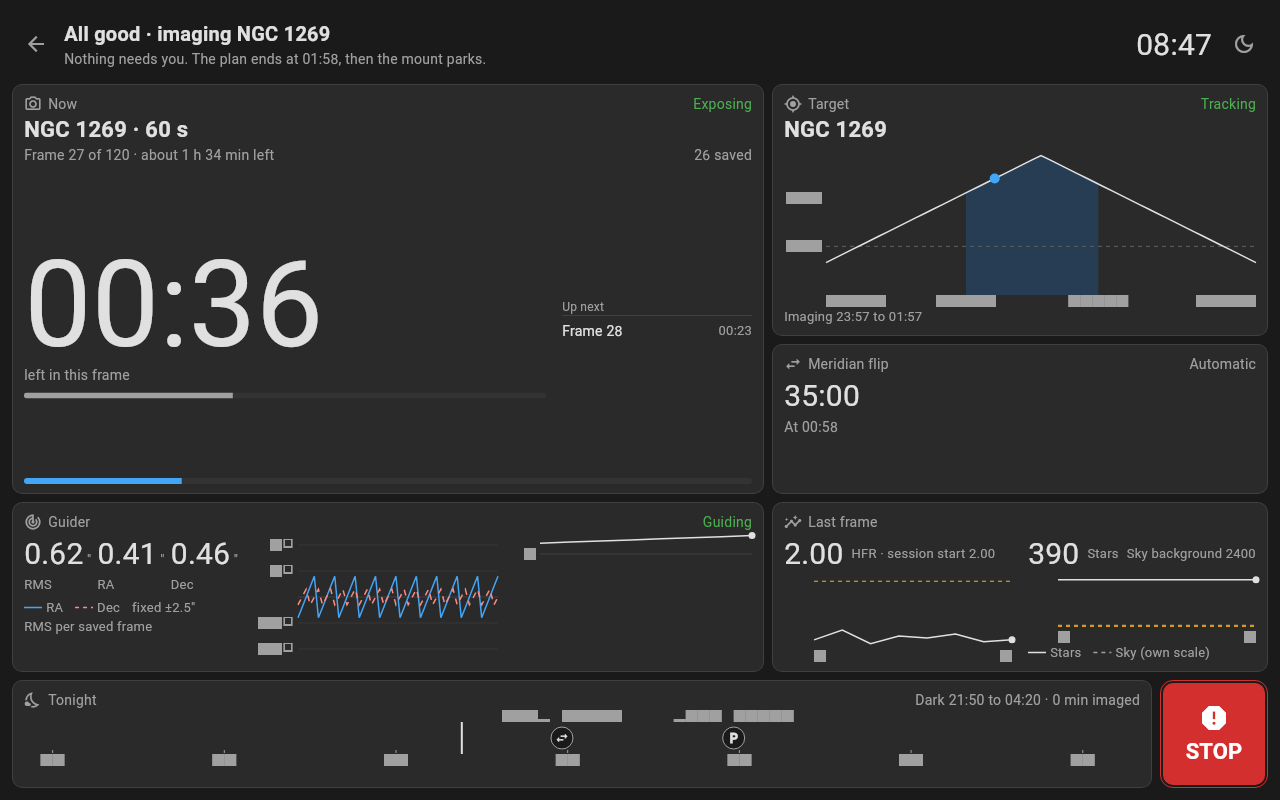 All good · imaging NGC 1269
Nothing needs you. The plan ends at 01:58, then the mount parks.
08:47
Now
Exposing
NGC 1269 · 60 s
Frame 27 of 120 · about 1 h 34 min left
26 saved
00:36
left in this frame
Up next
Frame 28
00:23
Target
Tracking
NGC 1269
Imaging 23:57 to 01:57
Meridian flip
Automatic
35:00
At 00:58
Guider
Guiding
0.62" 0.41" 0.46"
RMS RA Dec
RA Dec fixed ±2.5"
RMS per saved frame
Last frame
2.00 HFR · session start 2.00
390 Stars Sky background 2400
Stars Sky (own scale)
Tonight
Dark 21:50 to 04:20 · 0 min imaged
P
STOP